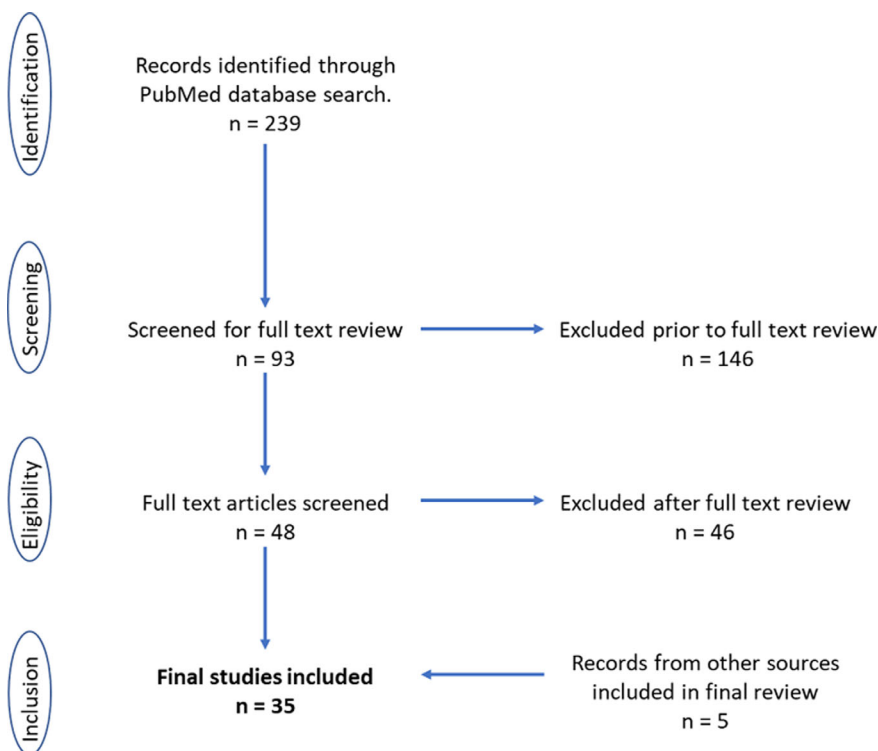 Identification
Records identified through
PubMed database search.
n = 239
Screening
Screened for full text review
n = 93
Excluded prior to full text review
n = 146
Eligibility
Full text articles screened
n = 48
Excluded after full text review
n = 46
Inclusion
Final studies included
n = 35
Records from other sources
included in final review
n = 5